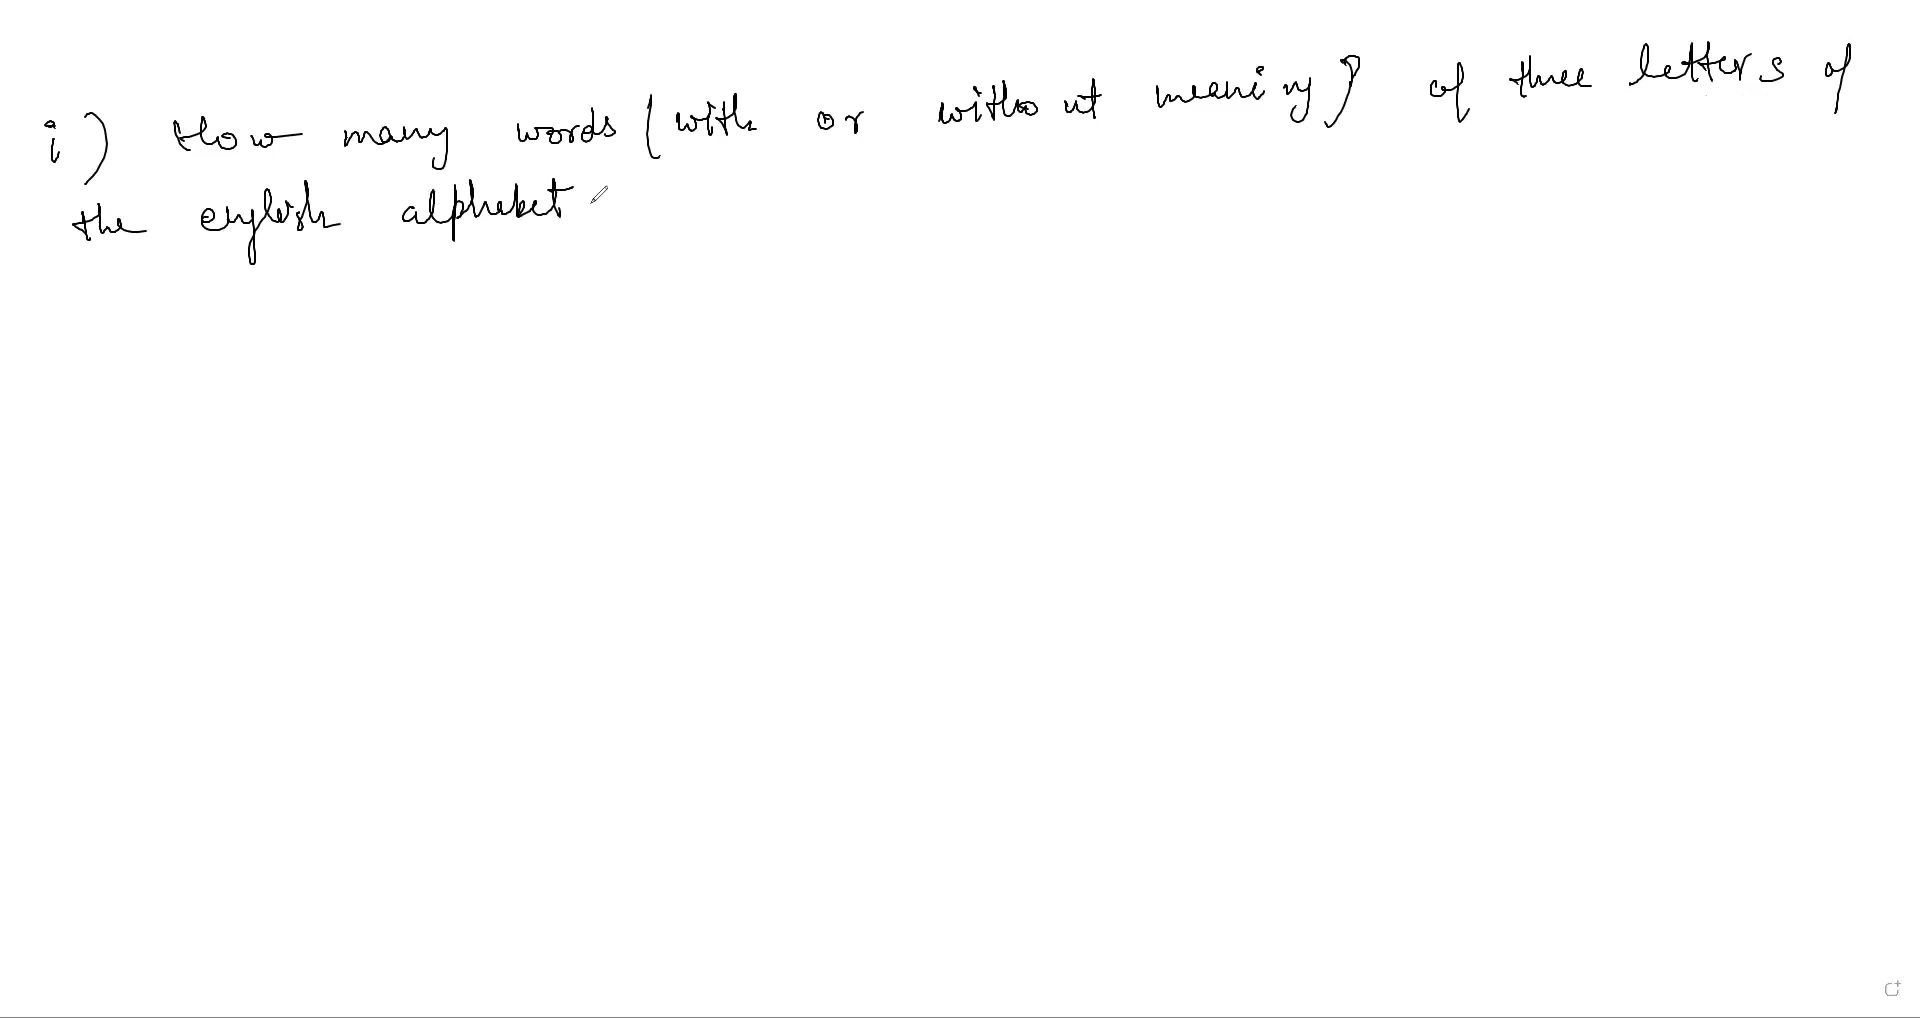 i) How many words (with or without meaning) of three letters of
the english alphabet